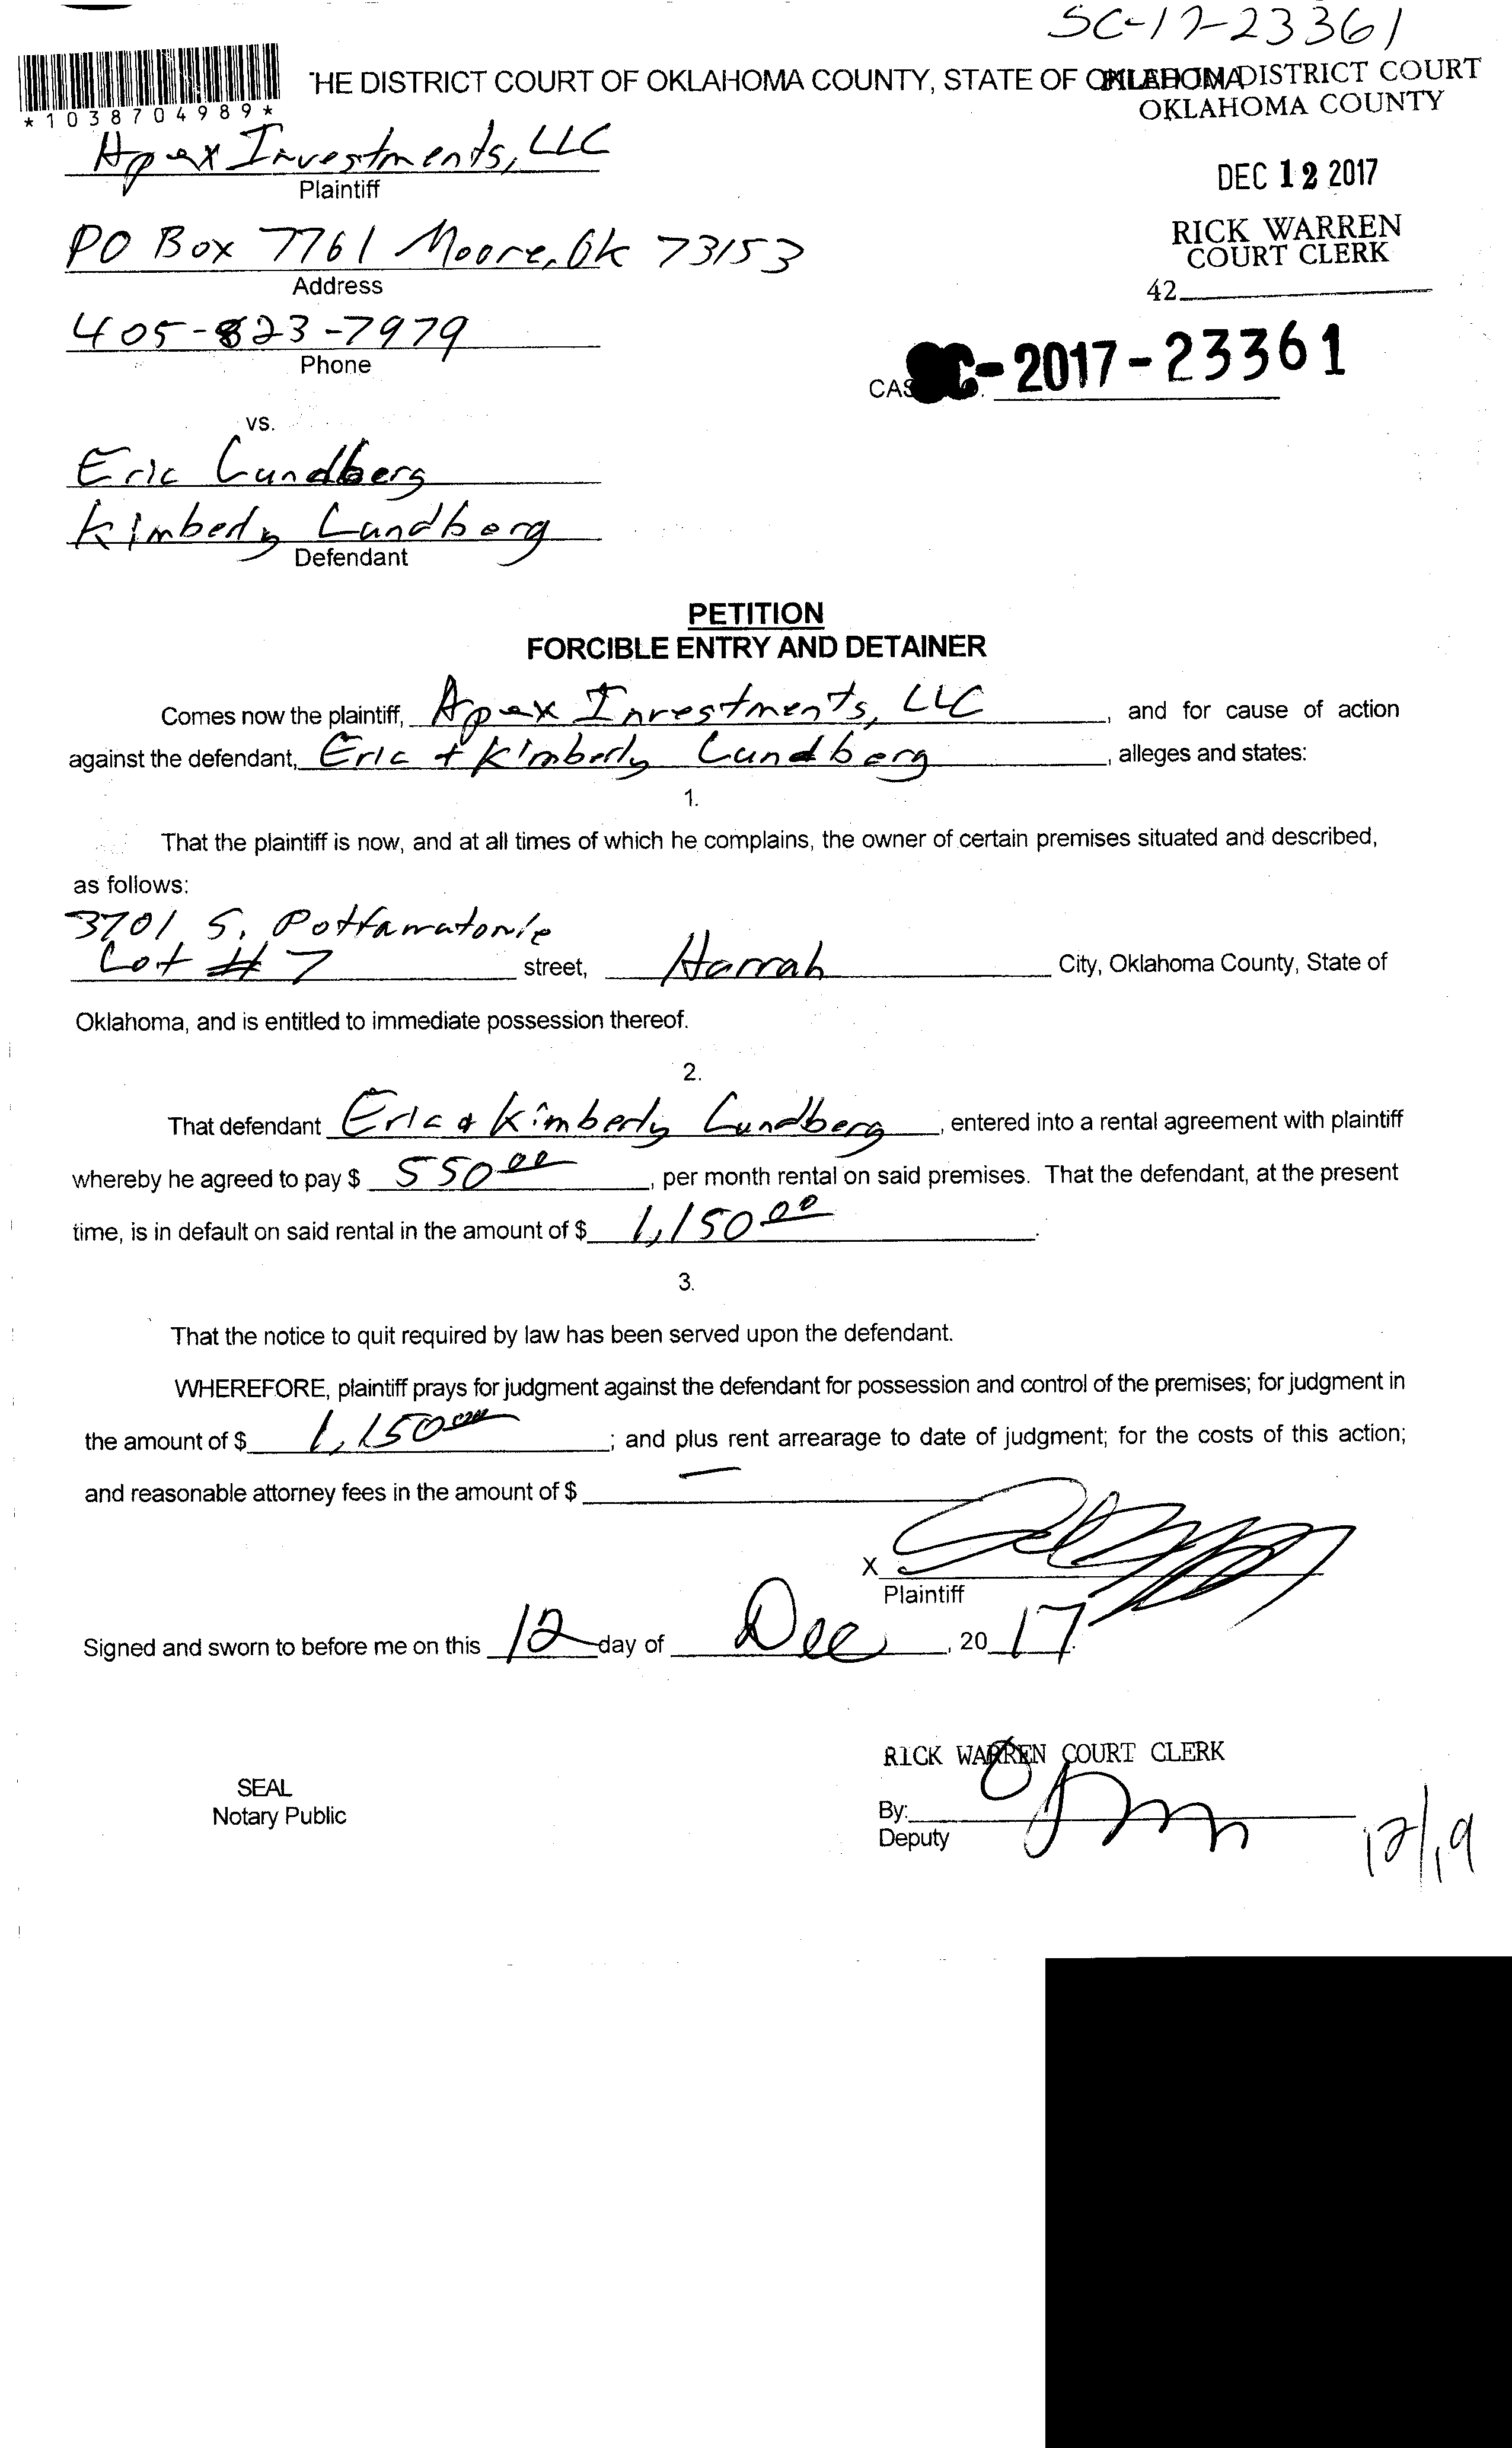 SC-17-23361
*1038704989*
HE DISTRICT COURT OF OKLAHOMA COUNTY, STATE OF OKLAHOMA
FILED IN DISTRICT COURT
OKLAHOMA COUNTY
Apex Investments, LLC
Plaintiff
DEC 12 2017
PO Box 7761 Moore, Ok 73153
Address
RICK WARREN
COURT CLERK
42
405-823-7979
Phone
CAS SC-2017-23361
vs.
Eric Lundberg
Kimberly Lundberg
Defendant
PETITION
FORCIBLE ENTRY AND DETAINER
Comes now the plaintiff, Apex Investments, LLC, and for cause of action
against the defendant, Eric + Kimberly Lundberg, alleges and states:
1.
That the plaintiff is now, and at all times of which he complains, the owner of certain premises situated and described,
as follows:
3701 S. Pottawatomie
Lot # 7 street, Harrah City, Oklahoma County, State of
Oklahoma, and is entitled to immediate possession thereof.
2.
That defendant Eric & Kimberly Lundberg, entered into a rental agreement with plaintiff
whereby he agreed to pay $ 550.00, per month rental on said premises. That the defendant, at the present
time, is in default on said rental in the amount of $ 1,150.00.
3.
That the notice to quit required by law has been served upon the defendant.
WHEREFORE, plaintiff prays for judgment against the defendant for possession and control of the premises; for judgment in
the amount of $ 1,150.00; and plus rent arrearage to date of judgment; for the costs of this action;
and reasonable attorney fees in the amount of $
X
Plaintiff
Signed and sworn to before me on this 12 day of Dec, 20 17.
RICK WARREN COURT CLERK
SEAL
Notary Public
By:
Deputy
12/19